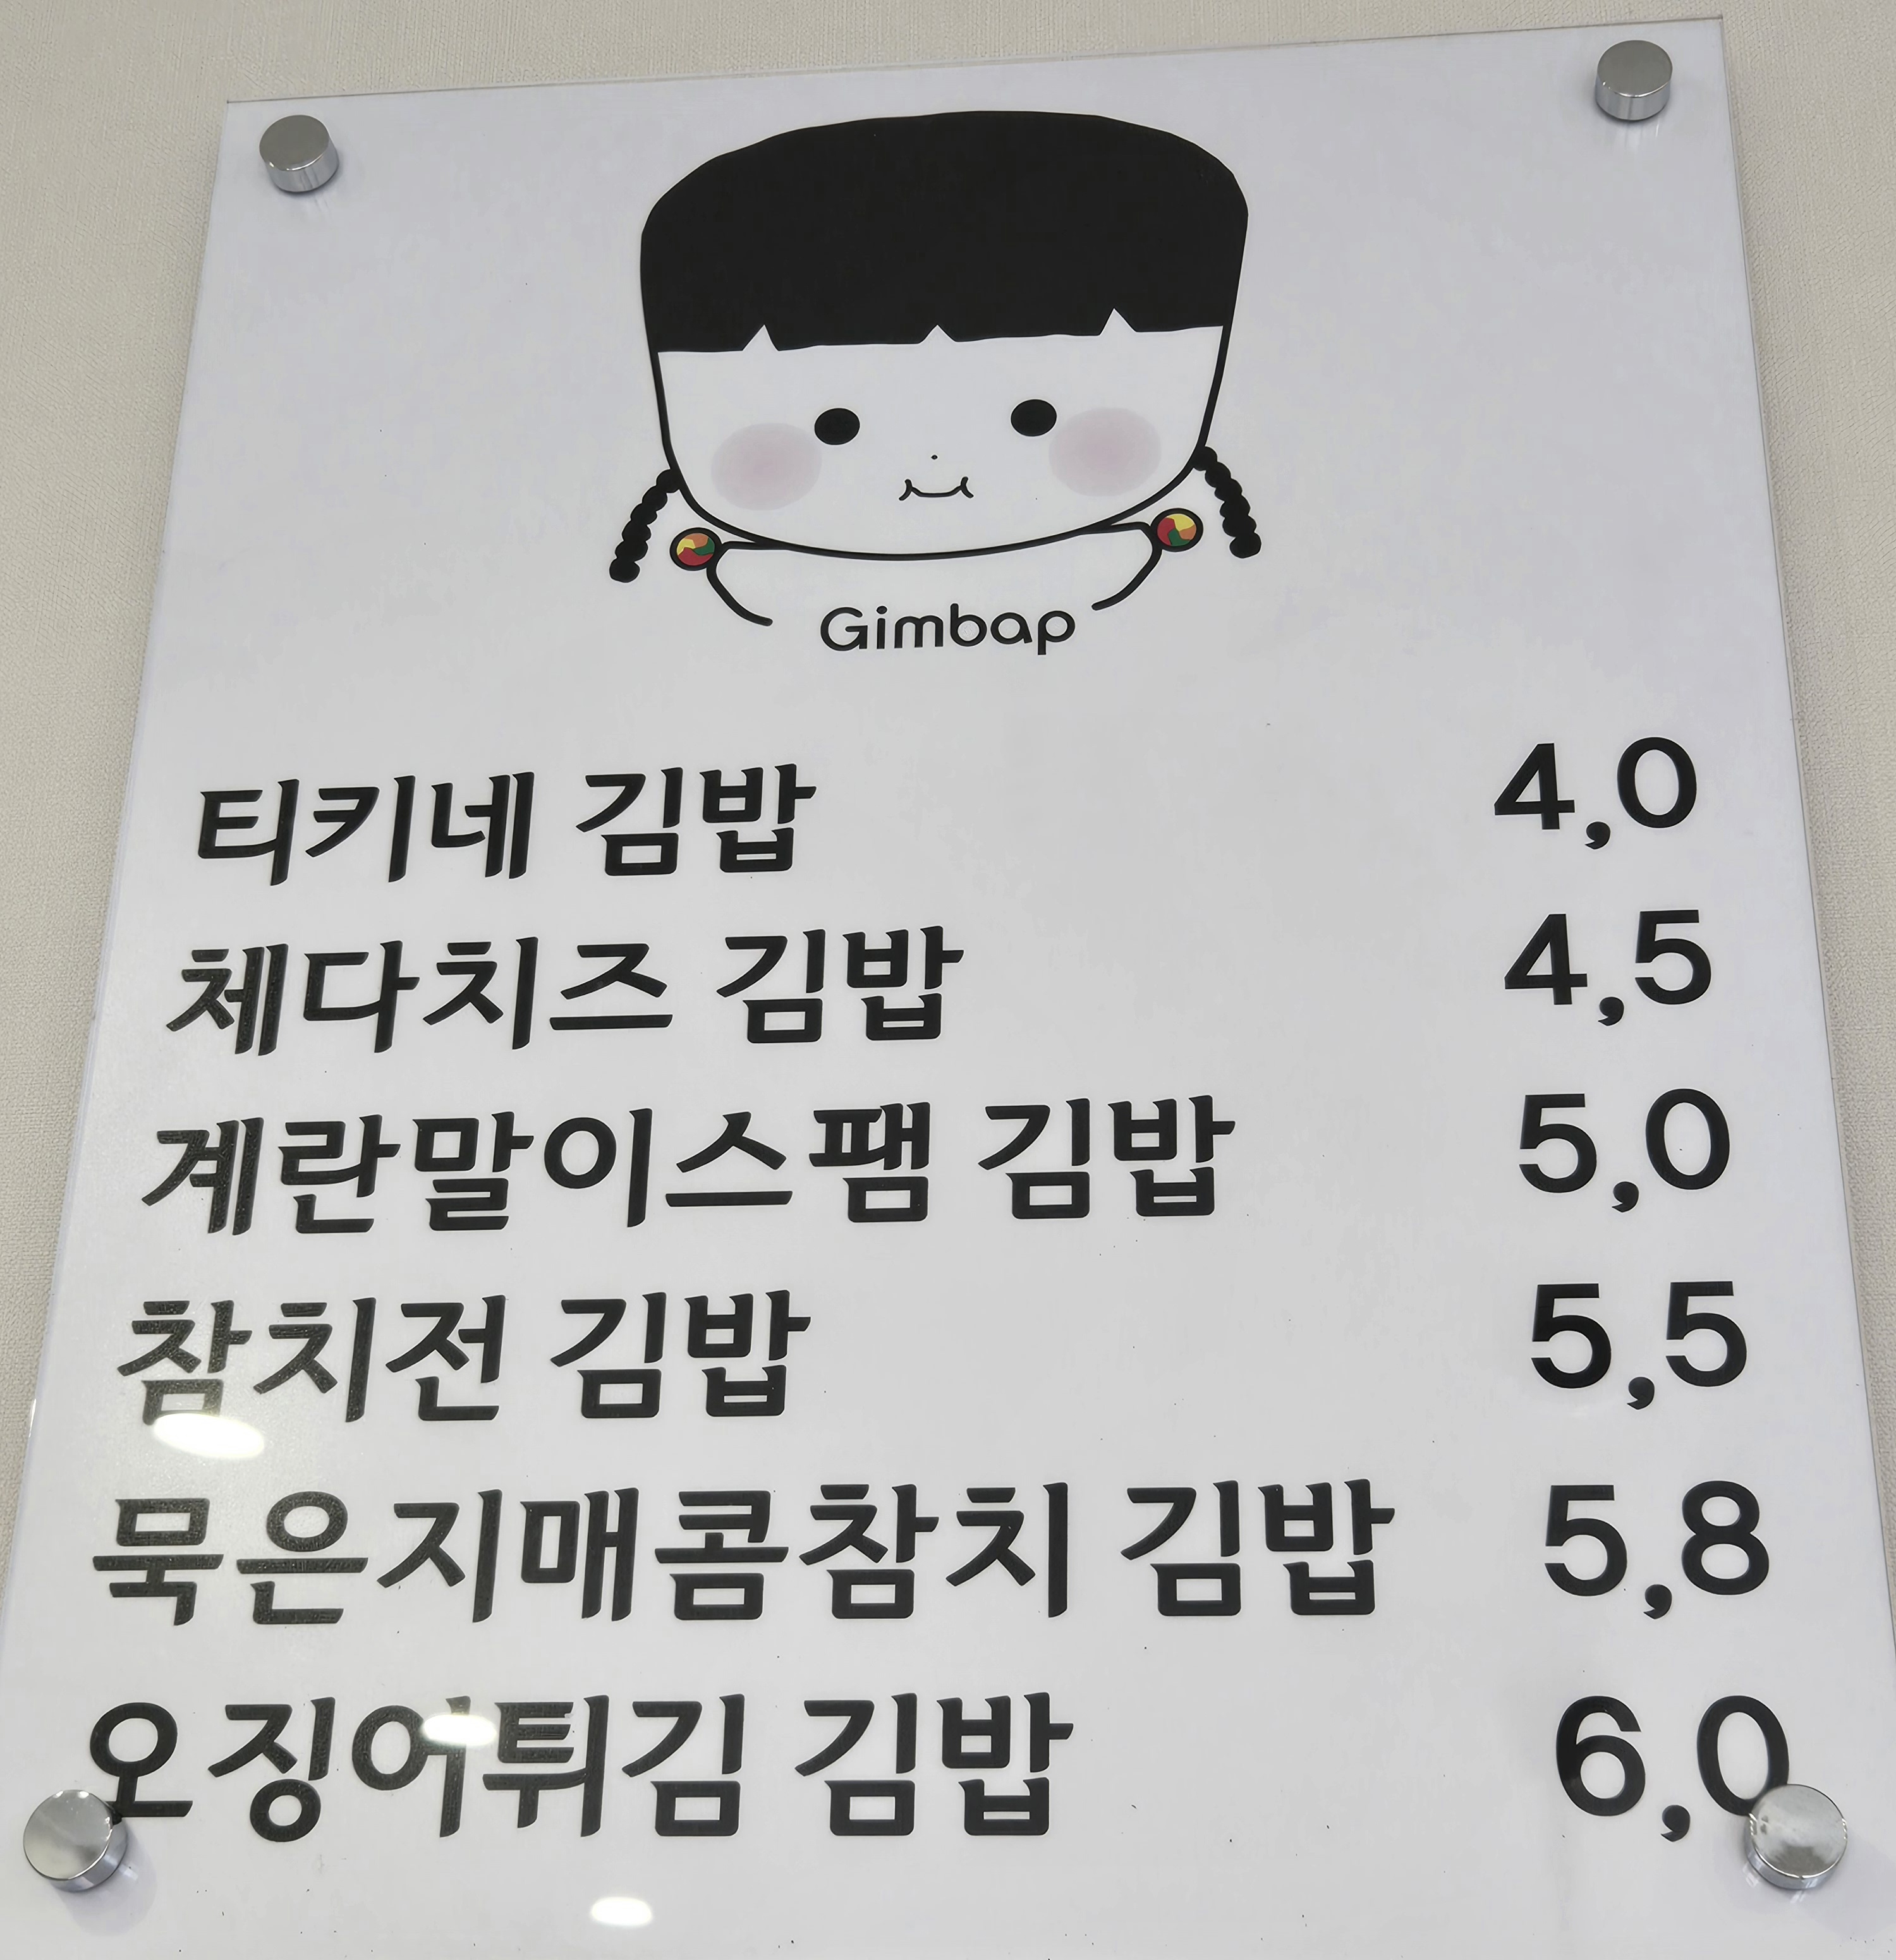 Gimbap
티키네 김밥 4,0
체다치즈 김밥 4,5
계란말이스팸 김밥 5,0
참치전 김밥 5,5
묵은지매콤참치 김밥 5,8
오징어튀김 김밥 6,0